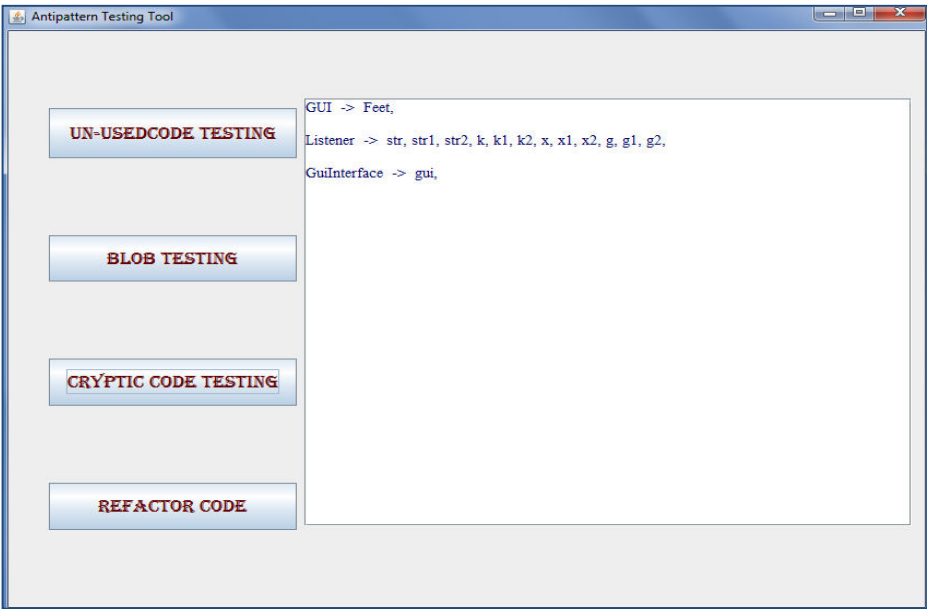 Antipattern Testing Tool
UN-USEDCODE TESTING
BLOB TESTING
CRYPTIC CODE TESTING
REFACTOR CODE
GUI -> Feet,
Listener -> str, str1, str2, k, k1, k2, x, x1, x2, g, g1, g2,
GuiInterface -> gui,